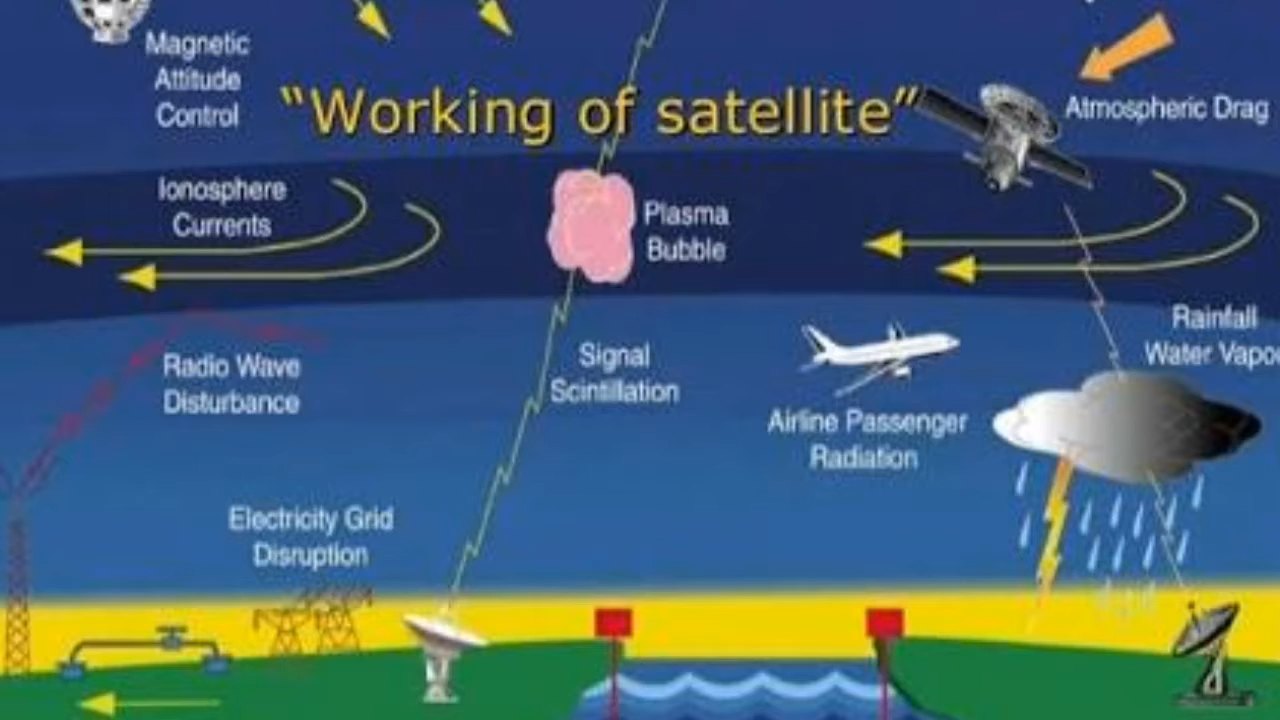 Magnetic
Attitude
Control
“Working of satellite”
Atmospheric Drag
Ionosphere
Currents
Plasma
Bubble
Rainfall
Water Vapo
Radio Wave
Disturbance
Signal
Scintillation
Airline Passenger
Radiation
Electricity Grid
Disruption